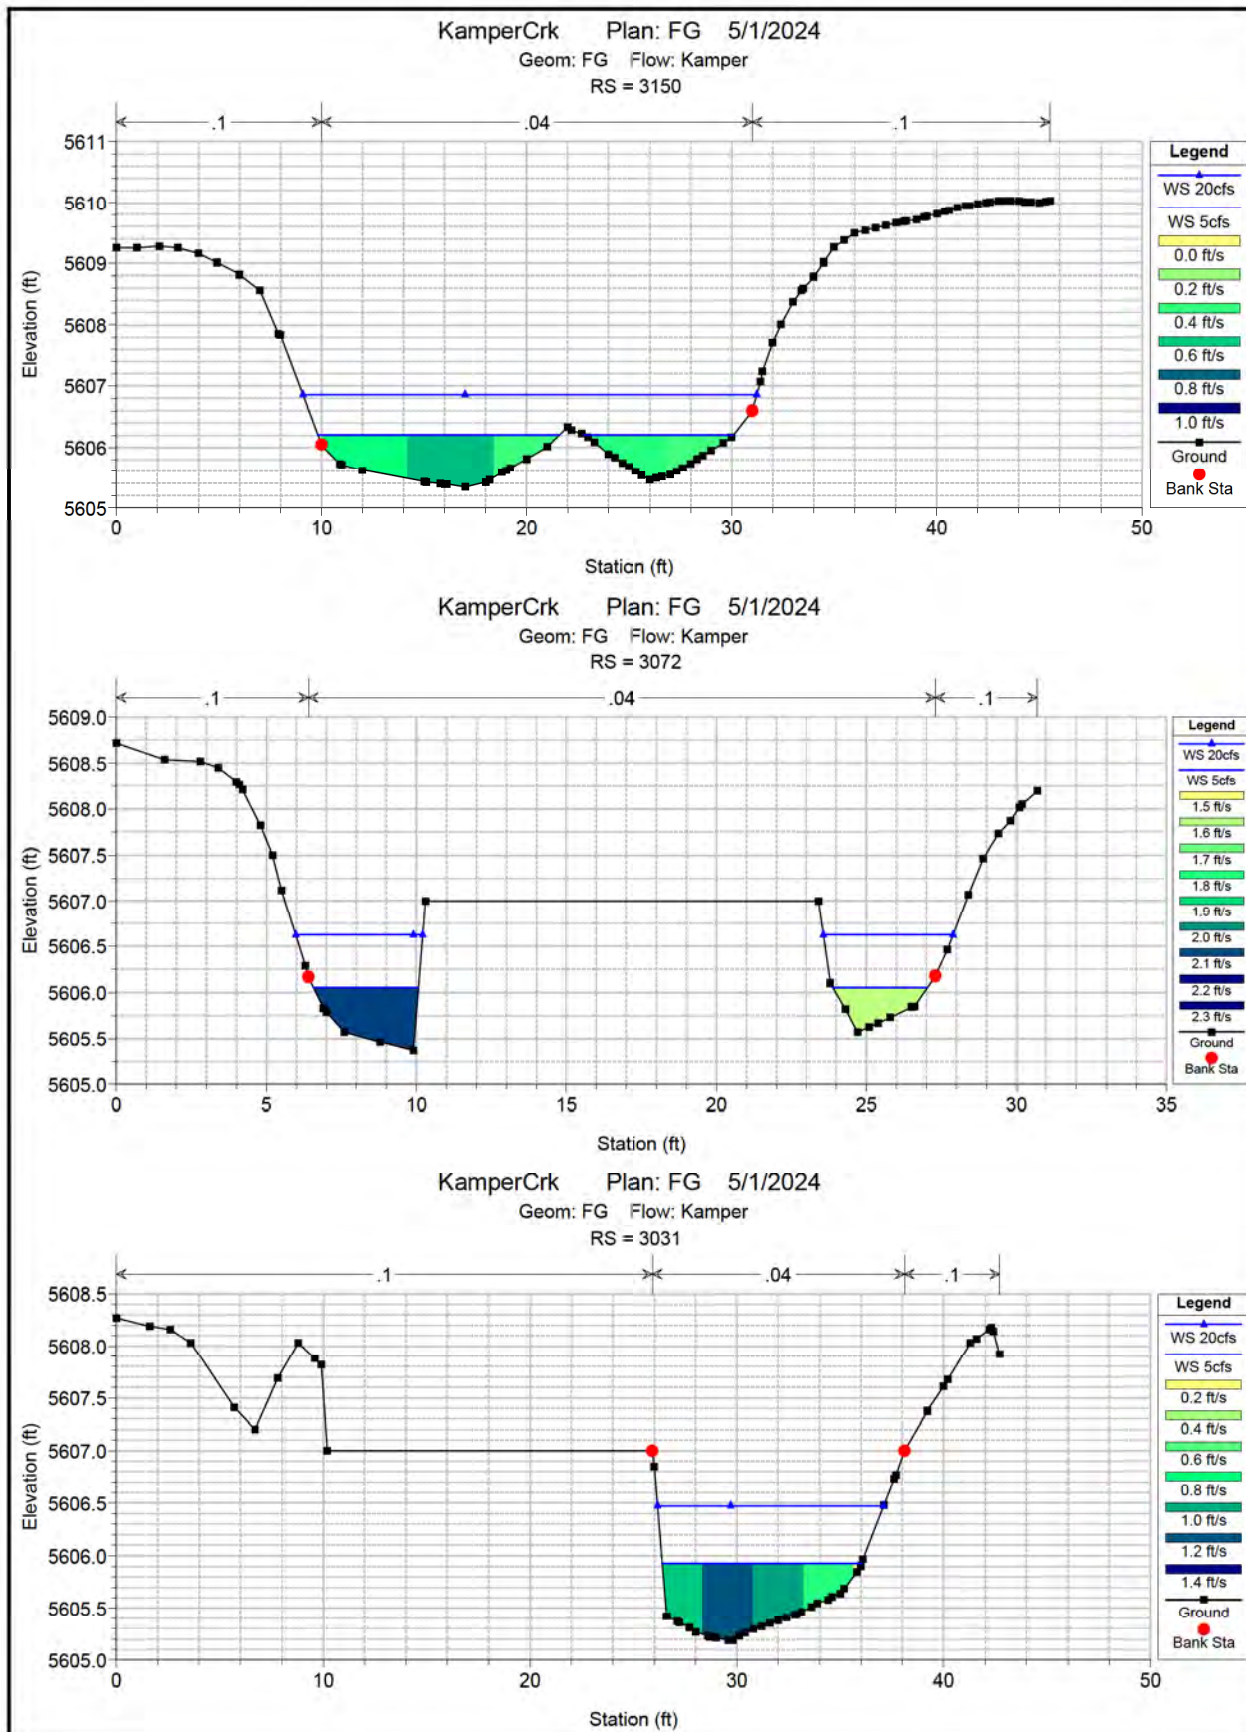 KamperCrk Plan: FG 5/1/2024
Geom: FG Flow: Kamper
RS = 3150
.1 .04 .1
5611
5610
5609
5608
5607
5606
5605
Elevation (ft)
0 10 20 30 40 50
Station (ft)
Legend
WS 20cfs
WS 5cfs
0.0 ft/s
0.2 ft/s
0.4 ft/s
0.6 ft/s
0.8 ft/s
1.0 ft/s
Ground
Bank Sta
KamperCrk Plan: FG 5/1/2024
Geom: FG Flow: Kamper
RS = 3072
.1 .04 .1
5609.0
5608.5
5608.0
5607.5
5607.0
5606.5
5606.0
5605.5
5605.0
Elevation (ft)
0 5 10 15 20 25 30 35
Station (ft)
Legend
WS 20cfs
WS 5cfs
1.5 ft/s
1.6 ft/s
1.7 ft/s
1.8 ft/s
1.9 ft/s
2.0 ft/s
2.1 ft/s
2.2 ft/s
2.3 ft/s
Ground
Bank Sta
KamperCrk Plan: FG 5/1/2024
Geom: FG Flow: Kamper
RS = 3031
.1 .04 .1
5608.5
5608.0
5607.5
5607.0
5606.5
5606.0
5605.5
5605.0
Elevation (ft)
0 10 20 30 40 50
Station (ft)
Legend
WS 20cfs
WS 5cfs
0.2 ft/s
0.4 ft/s
0.6 ft/s
0.8 ft/s
1.0 ft/s
1.2 ft/s
1.4 ft/s
Ground
Bank Sta